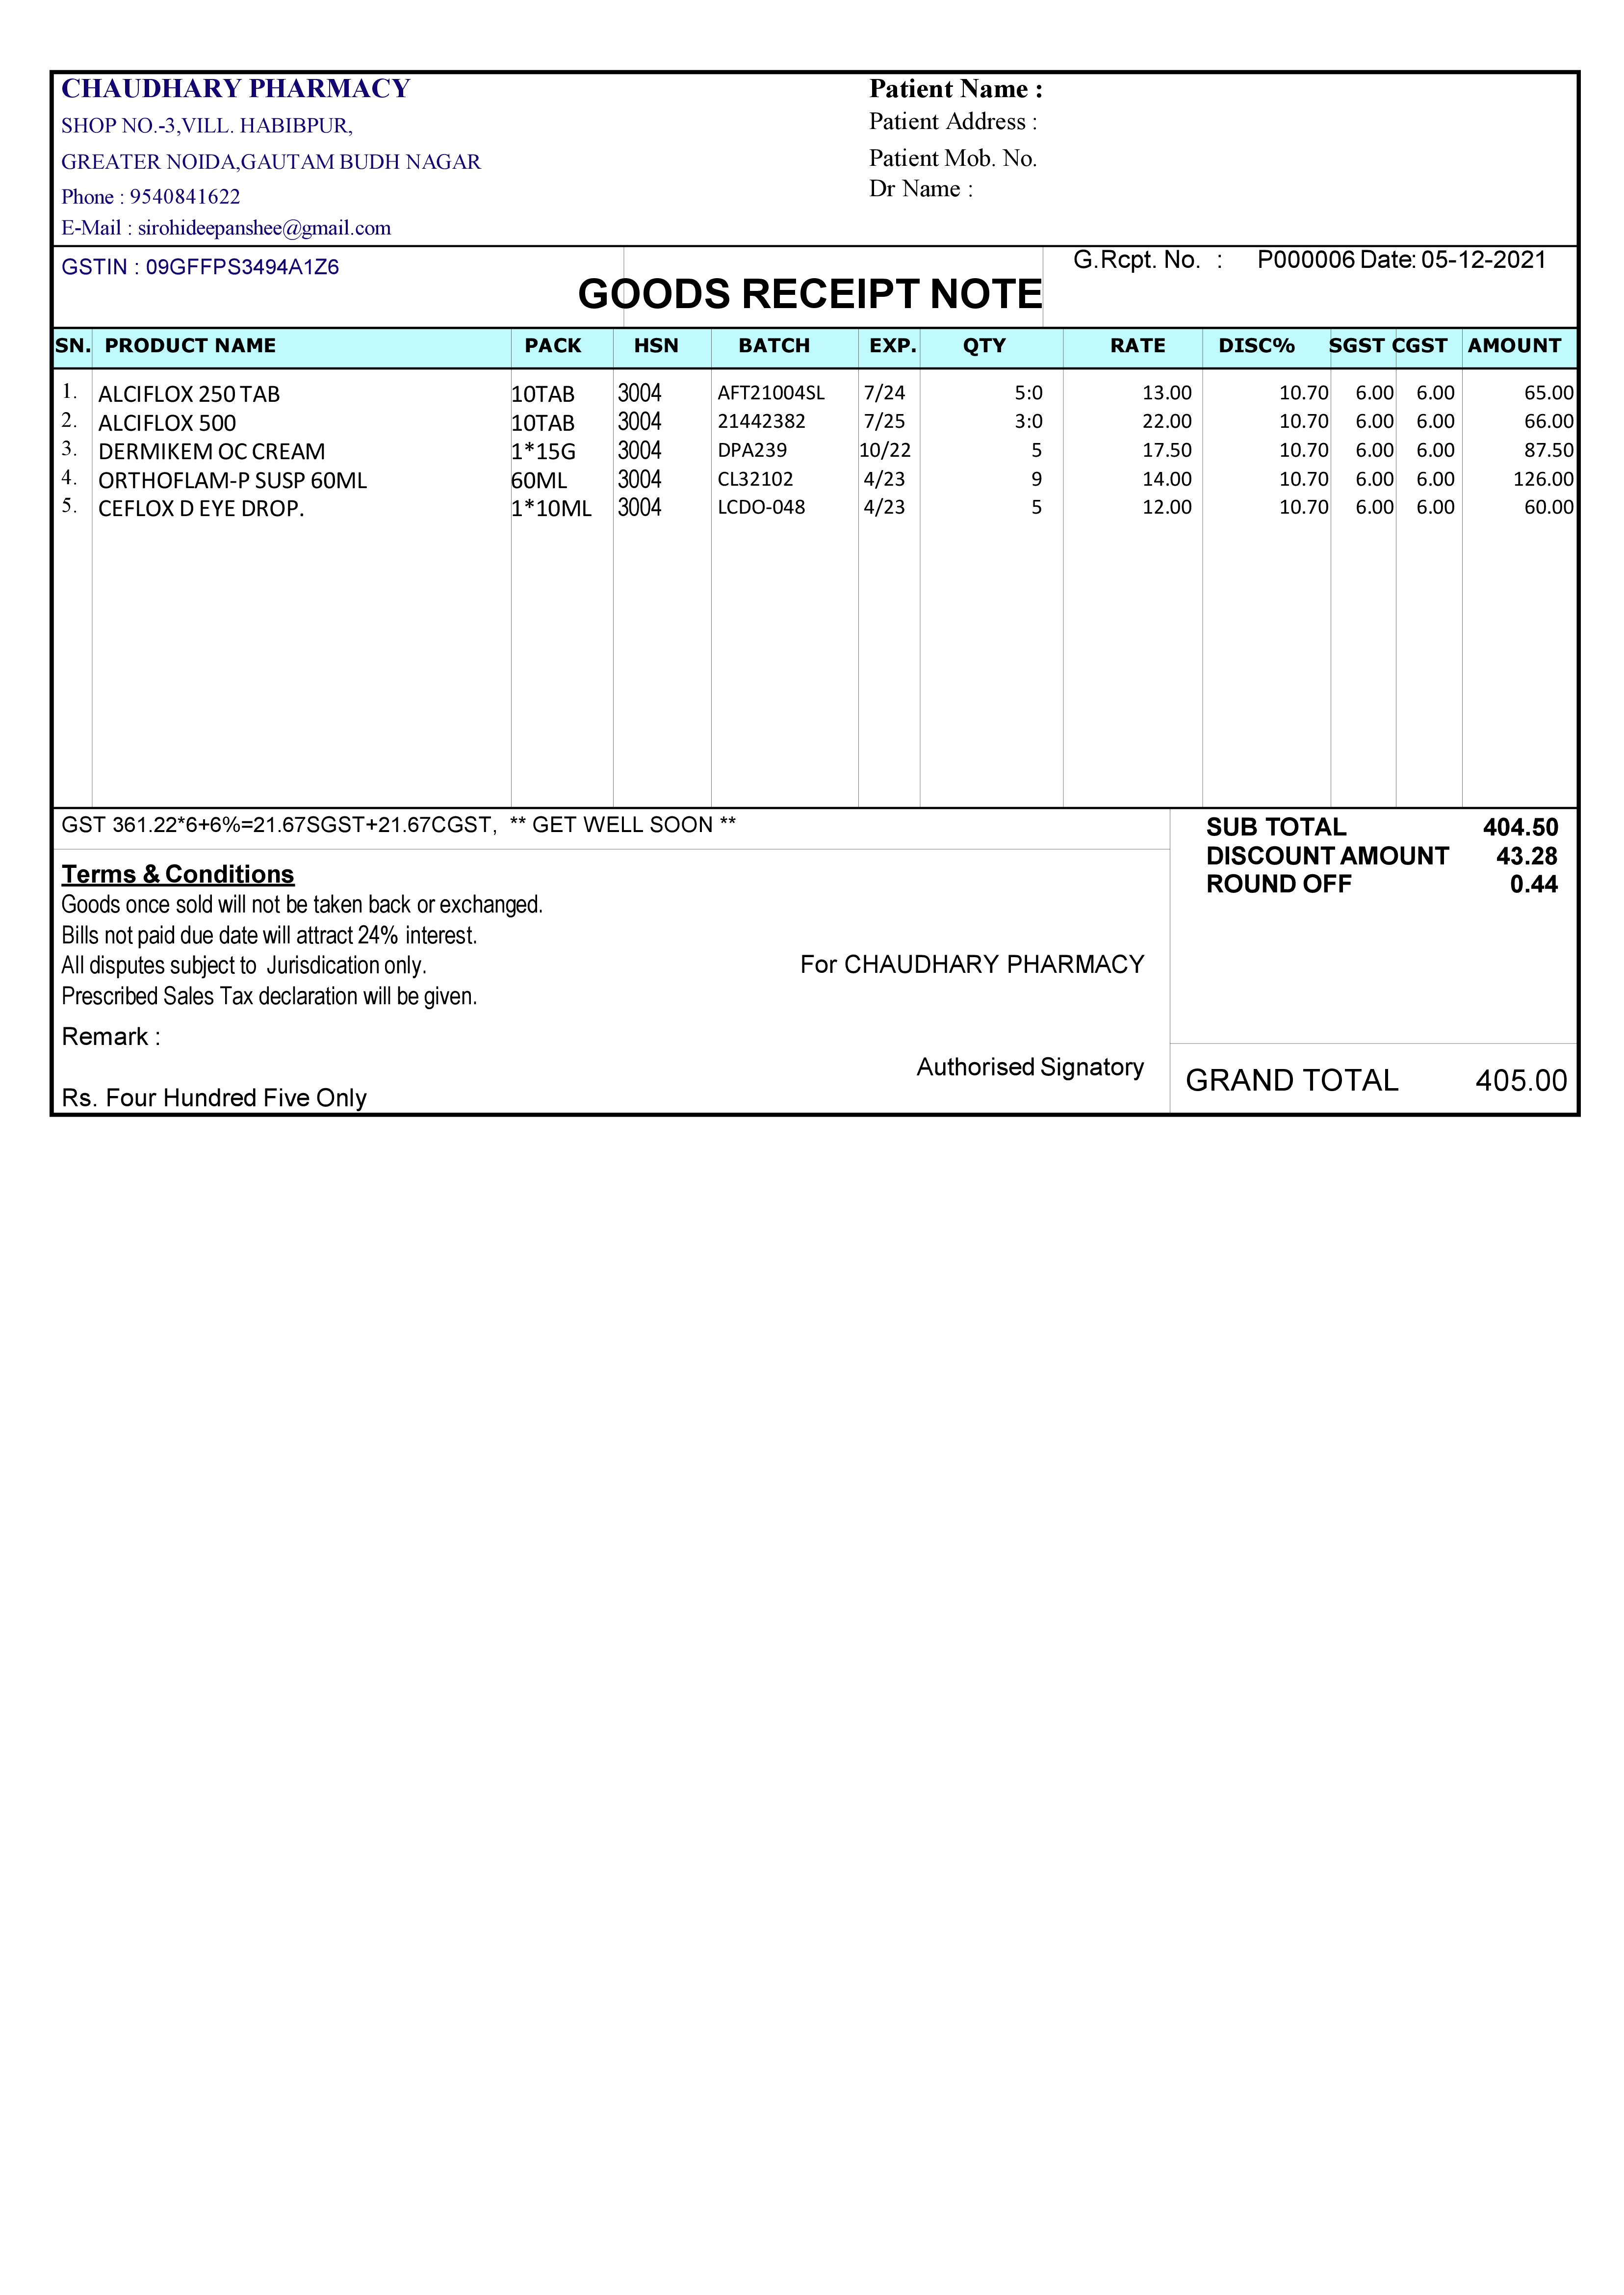 CHAUDHARY PHARMACY
SHOP NO.-3,VILL. HABIBPUR,
GREATER NOIDA,GAUTAM BUDH NAGAR
Phone : 9540841622
E-Mail : sirohideepanshee@gmail.com
Patient Name :
Patient Address :
Patient Mob. No.
Dr Name :
GSTIN : 09GFFPS3494A1Z6
GOODS RECEIPT NOTE
G.Rcpt. No. : P000006 Date: 05-12-2021
SN. PRODUCT NAME PACK HSN BATCH EXP. QTY RATE DISC% SGST CGST AMOUNT
1. ALCIFLOX 250 TAB 10TAB 3004 AFT21004SL 7/24 5:0 13.00 10.70 6.00 6.00 65.00
2. ALCIFLOX 500 10TAB 3004 21442382 7/25 3:0 22.00 10.70 6.00 6.00 66.00
3. DERMIKEM OC CREAM 1*15G 3004 DPA239 10/22 5 17.50 10.70 6.00 6.00 87.50
4. ORTHOFLAM-P SUSP 60ML 60ML 3004 CL32102 4/23 9 14.00 10.70 6.00 6.00 126.00
5. CEFLOX D EYE DROP. 1*10ML 3004 LCDO-048 4/23 5 12.00 10.70 6.00 6.00 60.00
GST 361.22*6+6%=21.67SGST+21.67CGST, ** GET WELL SOON **
Terms & Conditions
Goods once sold will not be taken back or exchanged.
Bills not paid due date will attract 24% interest.
All disputes subject to Jurisdication only.
Prescribed Sales Tax declaration will be given.
Remark :
Rs. Four Hundred Five Only
For CHAUDHARY PHARMACY
Authorised Signatory
SUB TOTAL 404.50
DISCOUNT AMOUNT 43.28
ROUND OFF 0.44
GRAND TOTAL 405.00